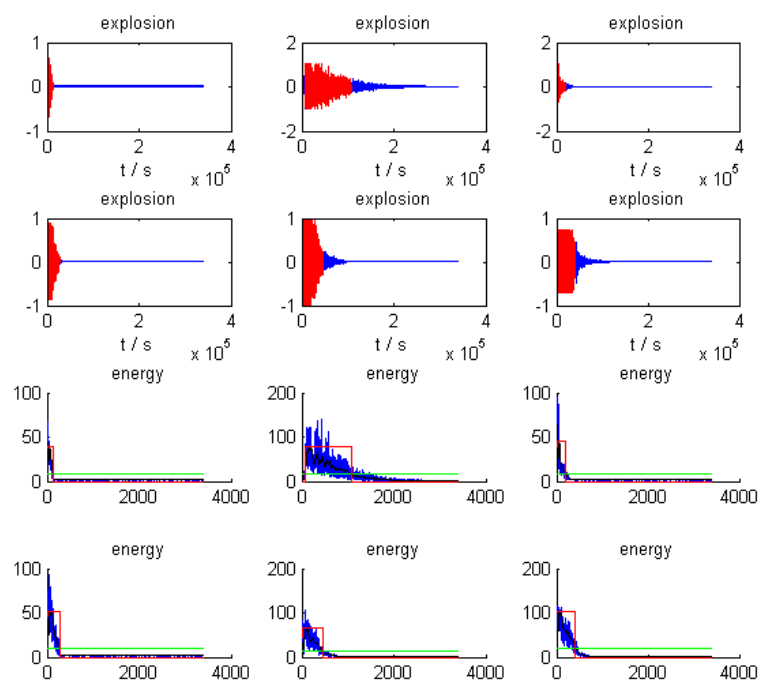 explosion explosion explosion
1 2 2
0 0 0
-1 -2 -2
0 2 4 0 2 4 0 2 4
t / s t / s t / s
x 10^5 x 10^5 x 10^5
explosion explosion explosion
1 1 1
0 0 0
-1 -1 -1
0 2 4 0 2 4 0 2 4
t / s t / s t / s
x 10^5 x 10^5 x 10^5
energy energy energy
100 200 100
50 100 50
0 0 0
0 2000 4000 0 2000 4000 0 2000 4000
energy energy energy
100 200 200
50 100 100
0 0 0
0 2000 4000 0 2000 4000 0 2000 4000